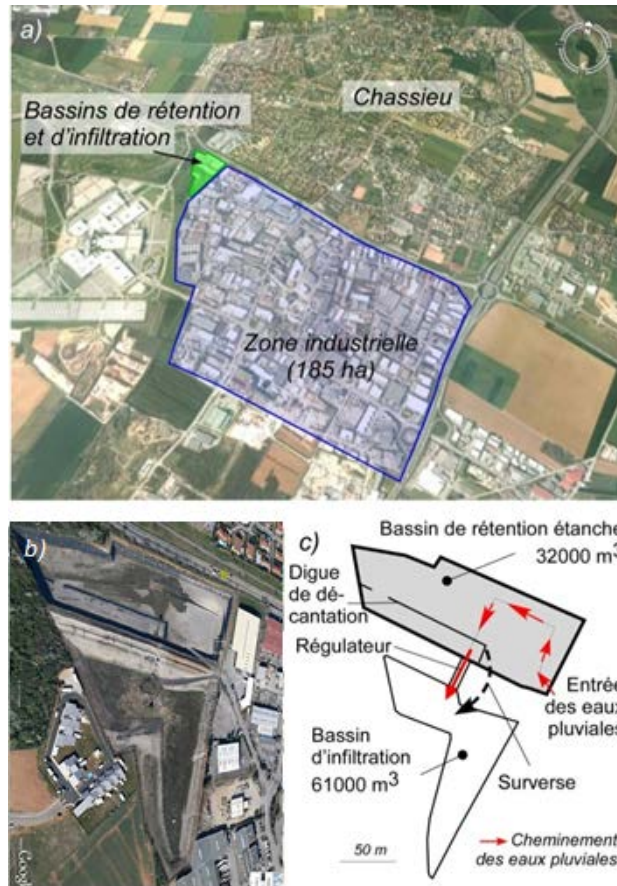 a)
Chassieu
Bassins de rétention
et d'infiltration
Zone industrielle
(185 ha)
b)
Goog
c)
Bassin de rétention étanche
32000 m3
Digue
de dé-
cantation
Régulateur
Entrée
des eaux
pluviales
Bassin
d'infiltration
61000 m3
Surverse
50 m
Cheminement
des eaux pluviales